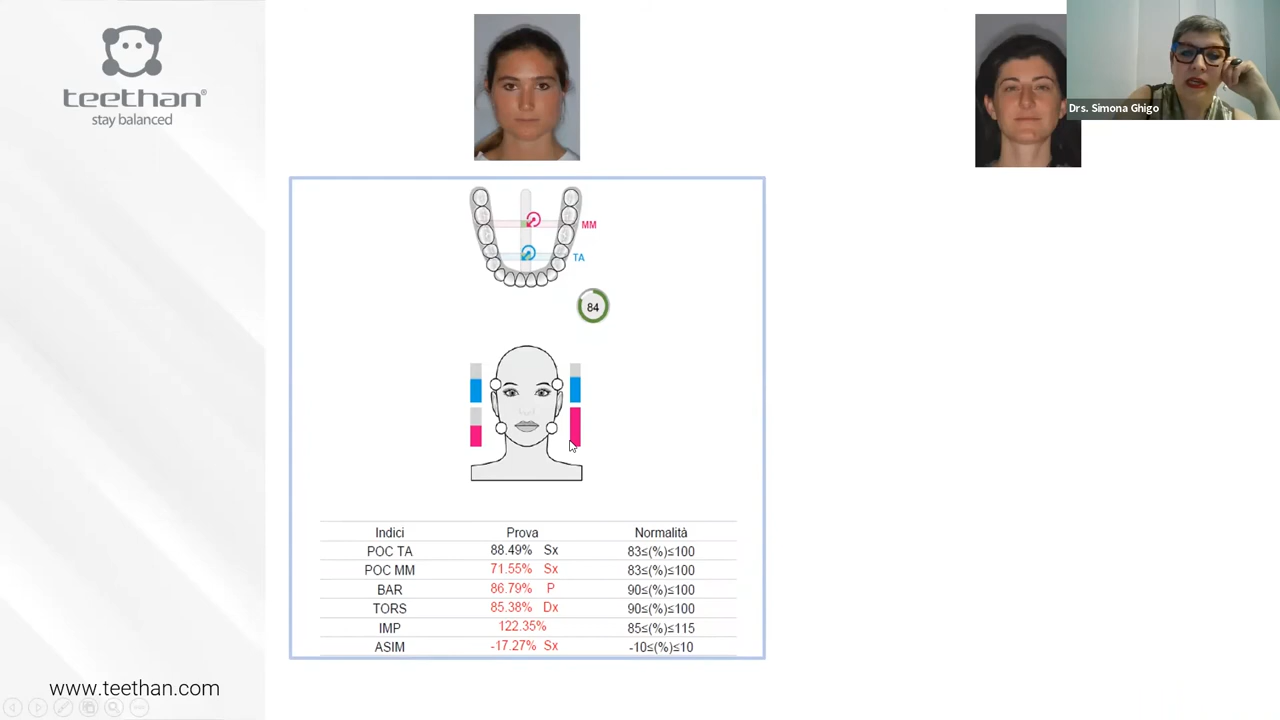 teethan®
stay balanced
Drs. Simona Ghigo
MM
TA
84
Indici Prova Normalità
POC TA 88.49% Sx 83≤(%)≤100
POC MM 71.55% Sx 83≤(%)≤100
BAR 86.79% P 90≤(%)≤100
TORS 85.38% Dx 90≤(%)≤100
IMP 122.35% 85≤(%)≤115
ASIM -17.27% Sx -10≤(%)≤10
www.teethan.com